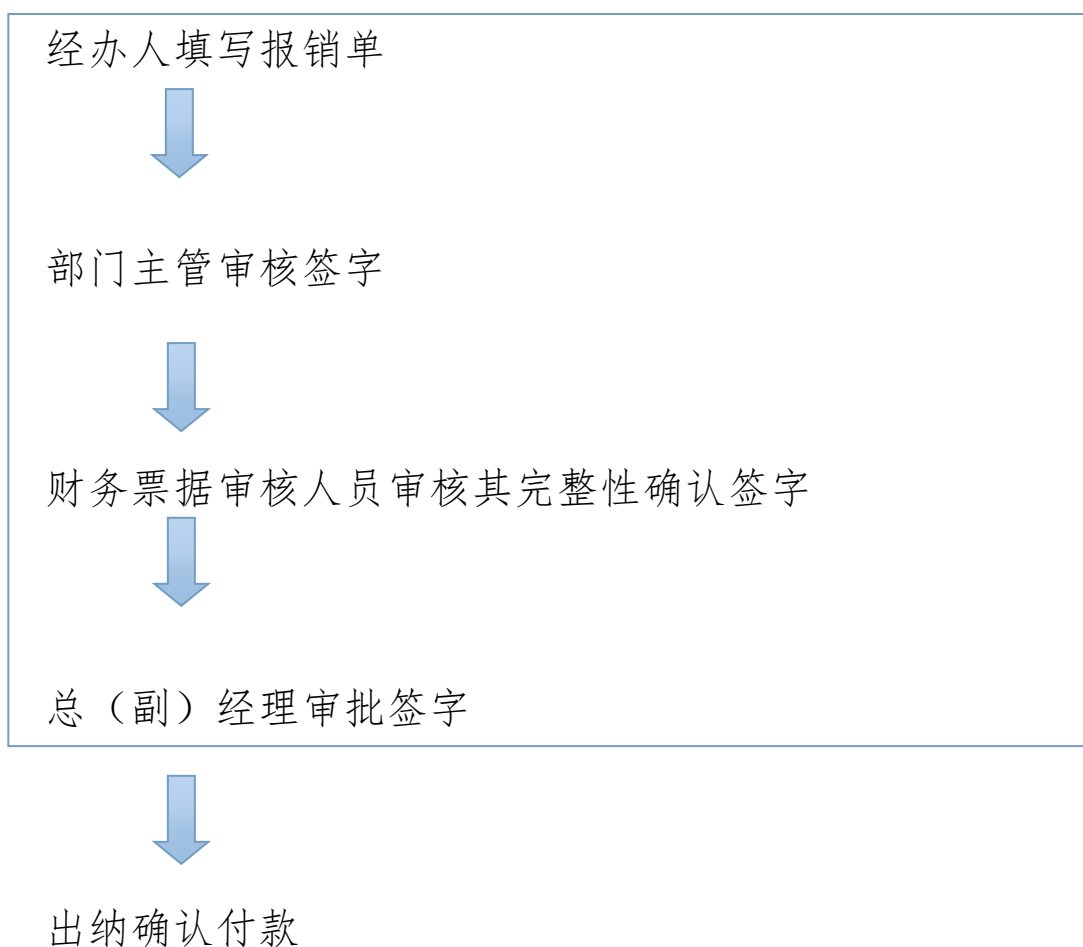 经办人填写报销单
部门主管审核签字
财务票据审核人员审核其完整性确认签字
总（副）经理审批签字
出纳确认付款